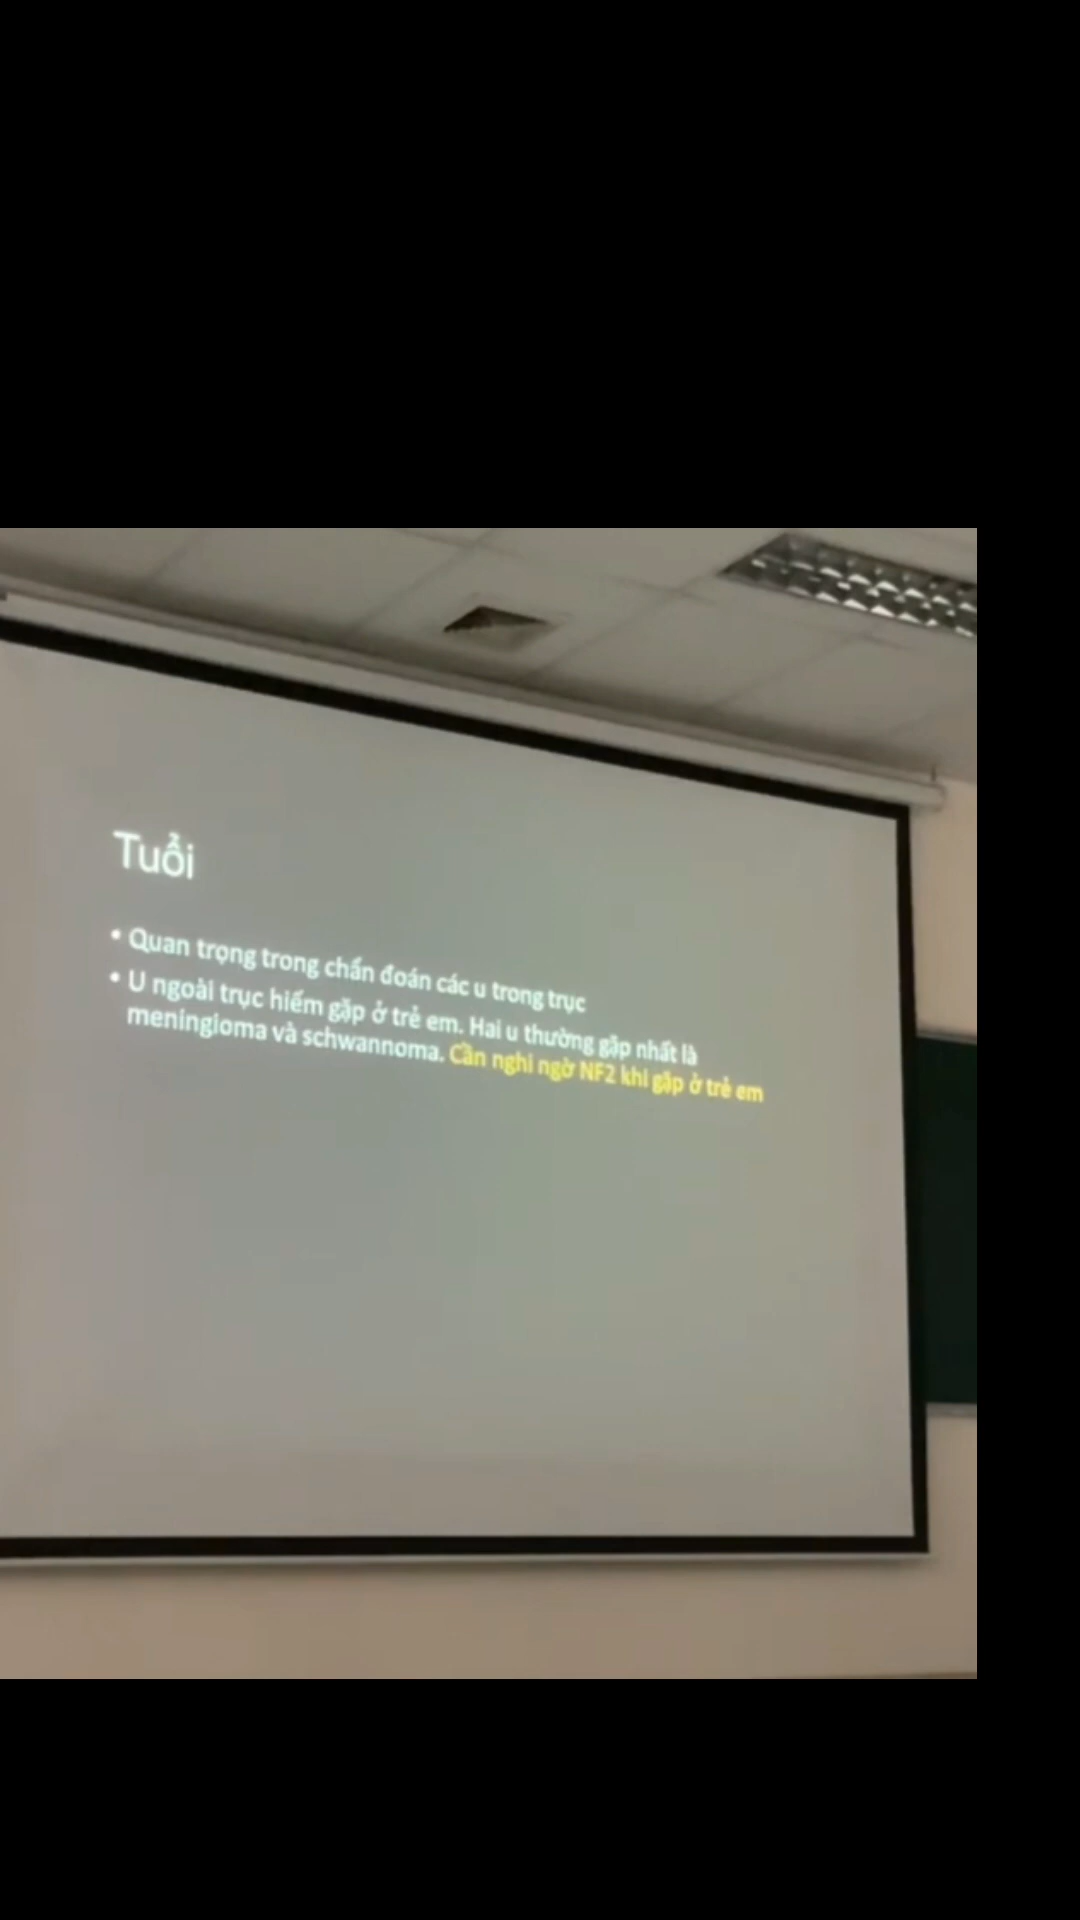 Tuổi
• Quan trọng trong chẩn đoán các u trong trục
• U ngoài trục hiếm gặp ở trẻ em. Hai u thường gặp nhất là
meningioma và schwannoma. Cần nghi ngờ NF2 khi gặp ở trẻ em